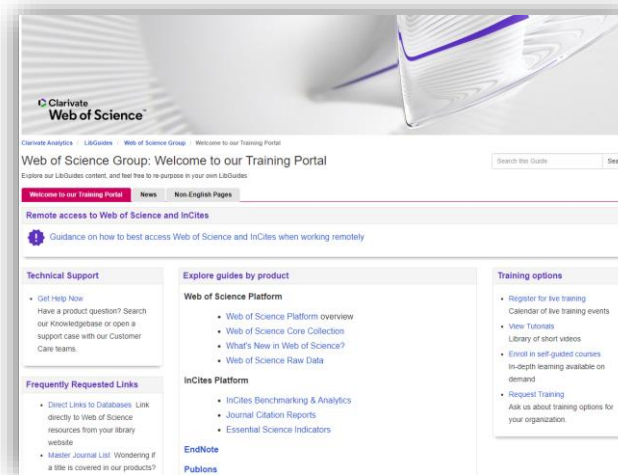 Clarivate
Web of Science™
Clarivate Analytics / LibGuides / Web of Science Group / Welcome to our Training Portal
Web of Science Group: Welcome to our Training Portal
Search this Guide
Sea
Explore our LibGuides content, and feel free to re-purpose in your own LibGuides
Welcome to our Training Portal
News
Non-English Pages
Remote access to Web of Science and InCites
Guidance on how to best access Web of Science and InCites when working remotely
Technical Support
• Get Help Now
Have a product question? Search
our Knowledgebase or open a
support case with our Customer
Care teams.
Frequently Requested Links
• Direct Links to Databases Link
directly to Web of Science
resources from your library
website
• Master Journal List Wondering if
a title is covered in our products?
Explore guides by product
Web of Science Platform
• Web of Science Platform overview
• Web of Science Core Collection
• What's New in Web of Science?
• Web of Science Raw Data
InCites Platform
• InCites Benchmarking & Analytics
• Journal Citation Reports
• Essential Science Indicators
EndNote
Publons
Training options
• Register for live training
Calendar of live training events
• View Tutorials
Library of short videos
• Enroll in self-guided courses
In-depth learning available on
demand
• Request Training
Ask us about training options for
your organization.